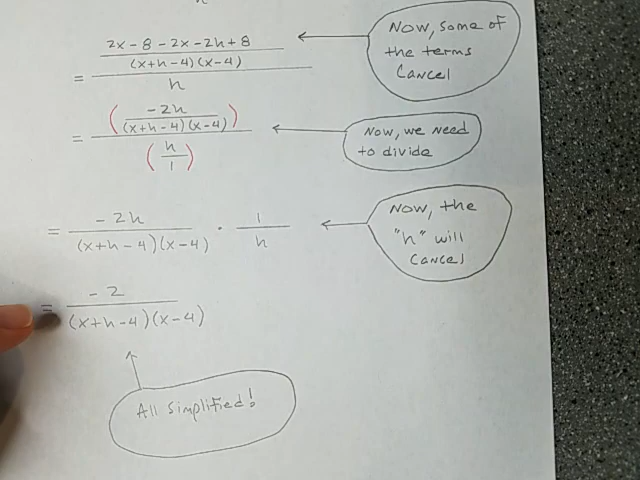 h
2x - 8 - 2x - 2h + 8
(x+h-4)(x-4)
=
h
Now, some of
the terms
Cancel
(-2h
(x+h-4)(x-4))
=
(h
1)
Now, we need
to divide
= -2h / (x+h-4)(x-4) · 1 / h
Now, the
"h" will
Cancel
= -2 / (x+h-4)(x-4)
All simplified!